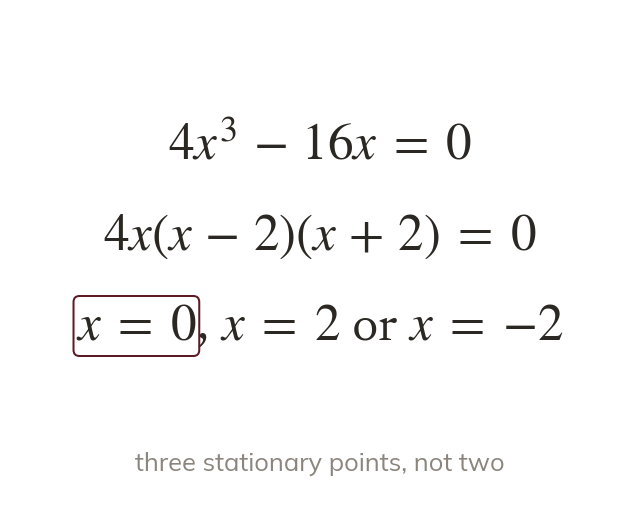 4x³ − 16x = 0
4x(x − 2)(x + 2) = 0
x = 0, x = 2 or x = −2
three stationary points, not two